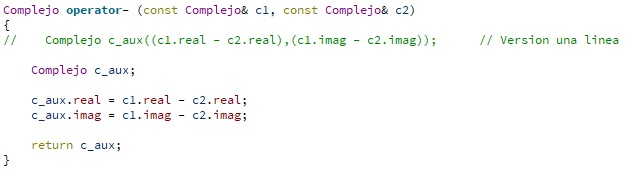 Complejo operator- (const Complejo& c1, const Complejo& c2)
{
//    Complejo c_aux((c1.real - c2.real),(c1.imag - c2.imag));      // Version una linea
    Complejo c_aux;
    c_aux.real = c1.real - c2.real;
    c_aux.imag = c1.imag - c2.imag;
    return c_aux;
}